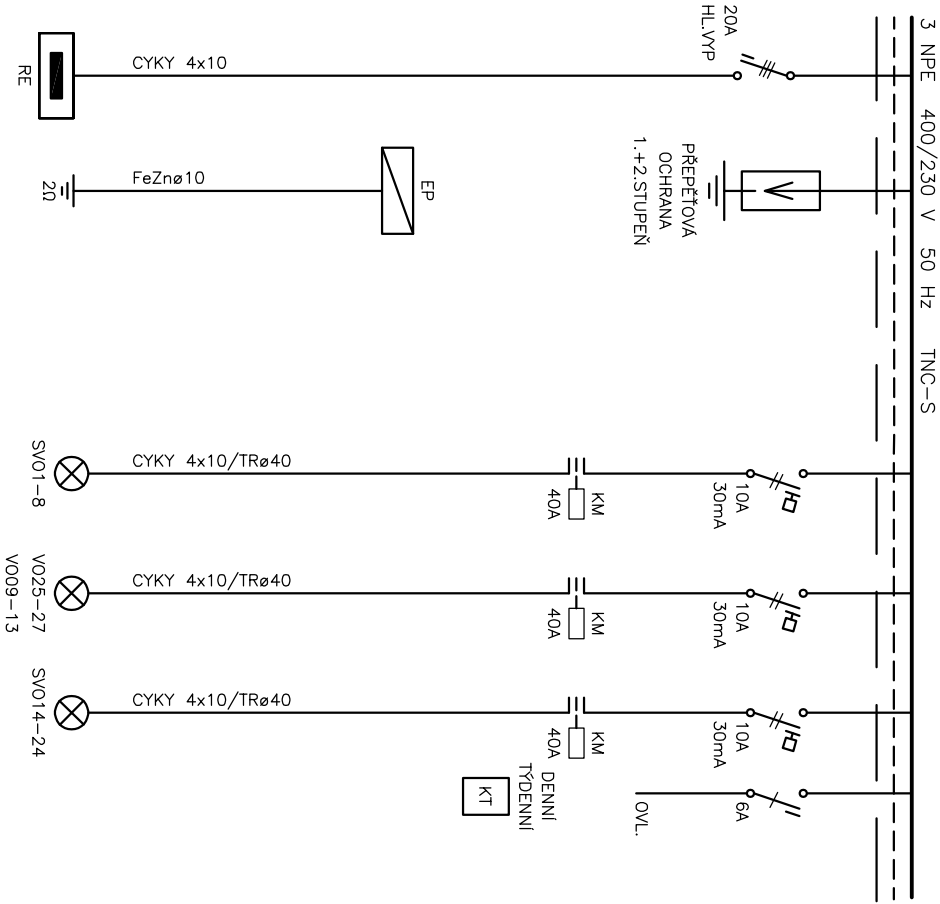 3 NPE 400/230 V 50 Hz TNC-S
20A
HL.VYP
CYKY 4x10
RE
PŘEPĚŤOVÁ
OCHRANA
1.+2.STUPEŇ
EP
FeZnø10
2Ω
10A
30mA
KM
40A
CYKY 4x10/TRø40
SVO1-8
10A
30mA
KM
40A
CYKY 4x10/TRø40
VO25-27
VO09-13
10A
30mA
KM
40A
CYKY 4x10/TRø40
SVO14-24
6A
OVL.
DENNÍ
TÝDENNÍ
KT